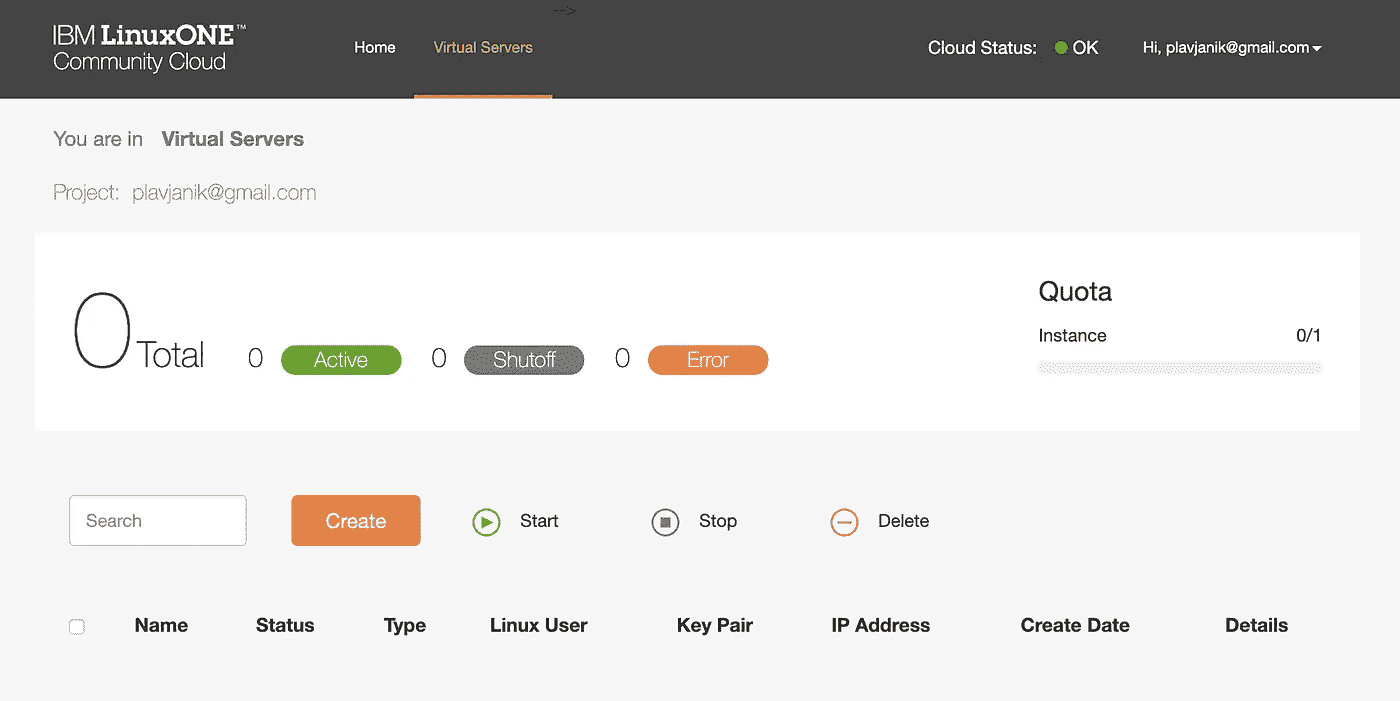 -->
IBM LinuxONE™
Community Cloud
Home
Virtual Servers
Cloud Status: OK
Hi, plavjanik@gmail.com
You are in Virtual Servers
Project: plavjanik@gmail.com
0 Total 0 Active 0 Shutoff 0 Error
Quota
Instance 0/1
Search Create Start Stop Delete
Name Status Type Linux User Key Pair IP Address Create Date Details